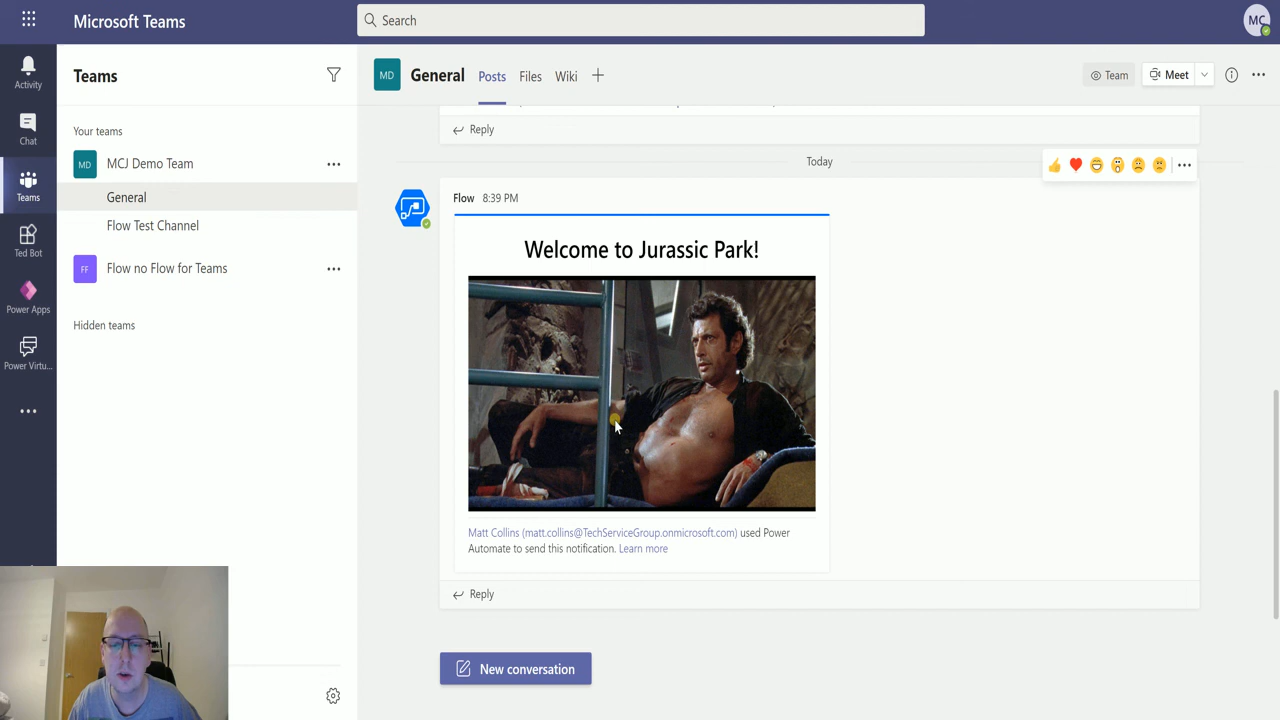 Microsoft Teams
Search
MC
Activity
Chat
Teams
Ted Bot
Power Apps
Power Virtu...
Teams
Your teams
MD
MCJ Demo Team
General
Flow Test Channel
FF
Flow no Flow for Teams
Hidden teams
MD
General
Posts
Files
Wiki
Team
Meet
Reply
Today
Flow
8:39 PM
Welcome to Jurassic Park!
Matt Collins (matt.collins@TechServiceGroup.onmicrosoft.com) used Power
Automate to send this notification. Learn more
Reply
New conversation